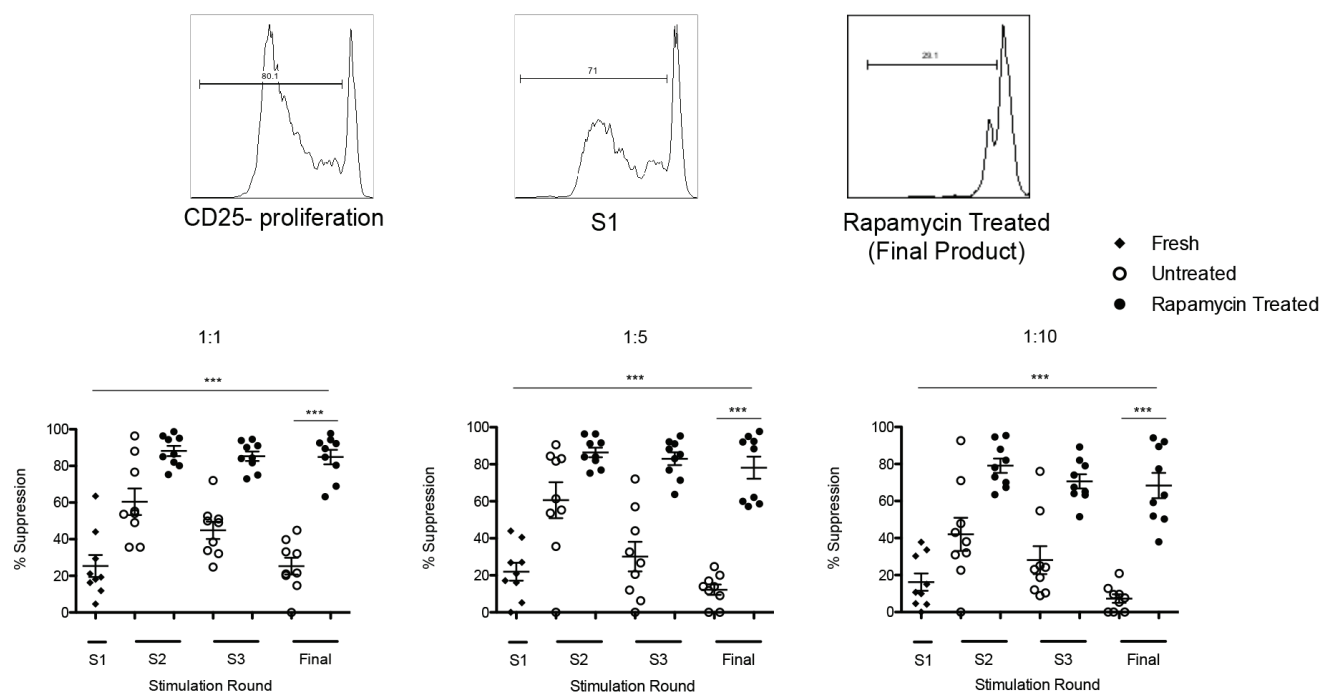 80.1
71
29.1
CD25- proliferation
S1
Rapamycin Treated
(Final Product)
Fresh
Untreated
Rapamycin Treated
1:1
1:5
1:10
***
***
***
***
***
***
% Suppression
100
80
60
40
20
0
S1
S2
S3
Final
Stimulation Round
% Suppression
100
80
60
40
20
0
S1
S2
S3
Final
Stimulation Round
% Suppression
100
80
60
40
20
0
S1
S2
S3
Final
Stimulation Round